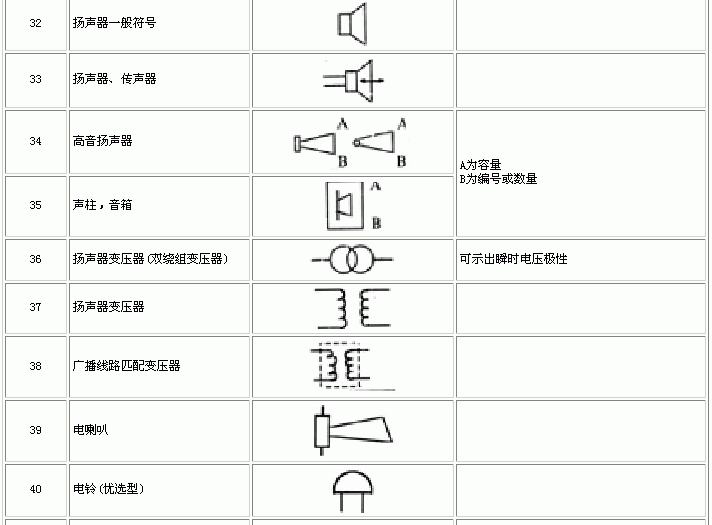 32 扬声器一般符号
33 扬声器、传声器
34 高音扬声器 A B A B
A为容量
B为编号或数量
35 声柱，音箱 A B
36 扬声器变压器(双绕组变压器) 可示出瞬时电压极性
37 扬声器变压器
38 广播线路匹配变压器
39 电喇叭
40 电铃(优选型)